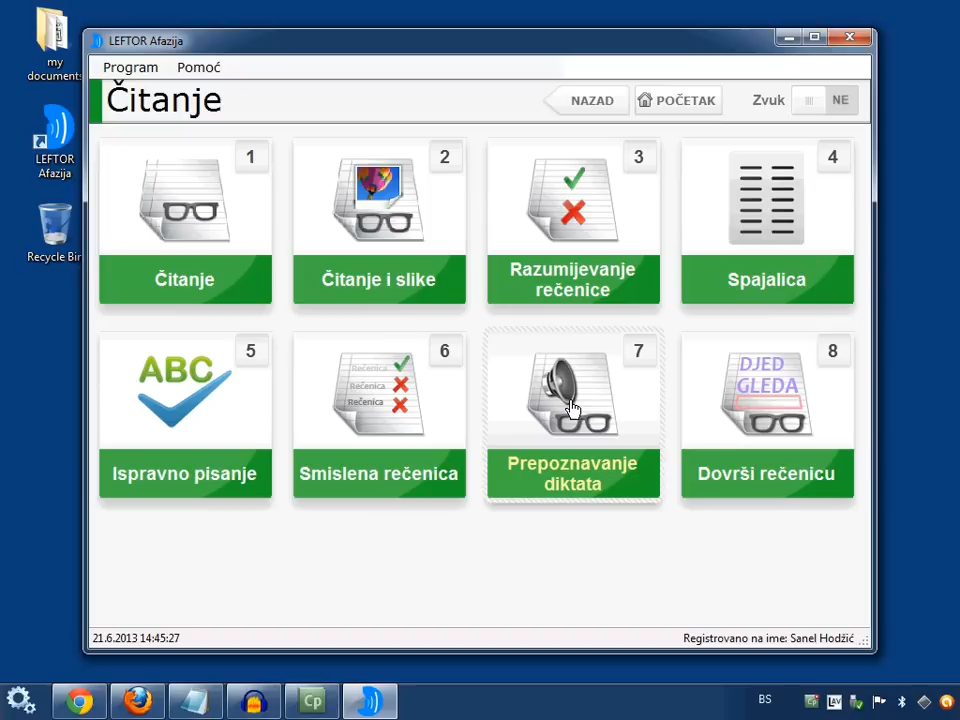 my
documents
LEFTOR
Afazija
Recycle Bin
LEFTOR Afazija
Program Pomoć
Čitanje
NAZAD POČETAK Zvuk NE
1
Čitanje
2
Čitanje i slike
3
Razumijevanje
rečenice
4
Spajalica
5
ABC
Ispravno pisanje
6
Rečenica
Rečenica
Rečenica
Smislena rečenica
7
Prepoznavanje
diktata
8
DJED
GLEDA
Dovrši rečenicu
21.6.2013 14:45:27
Registrovano na ime: Sanel Hodžić
Cp
BS
LAV